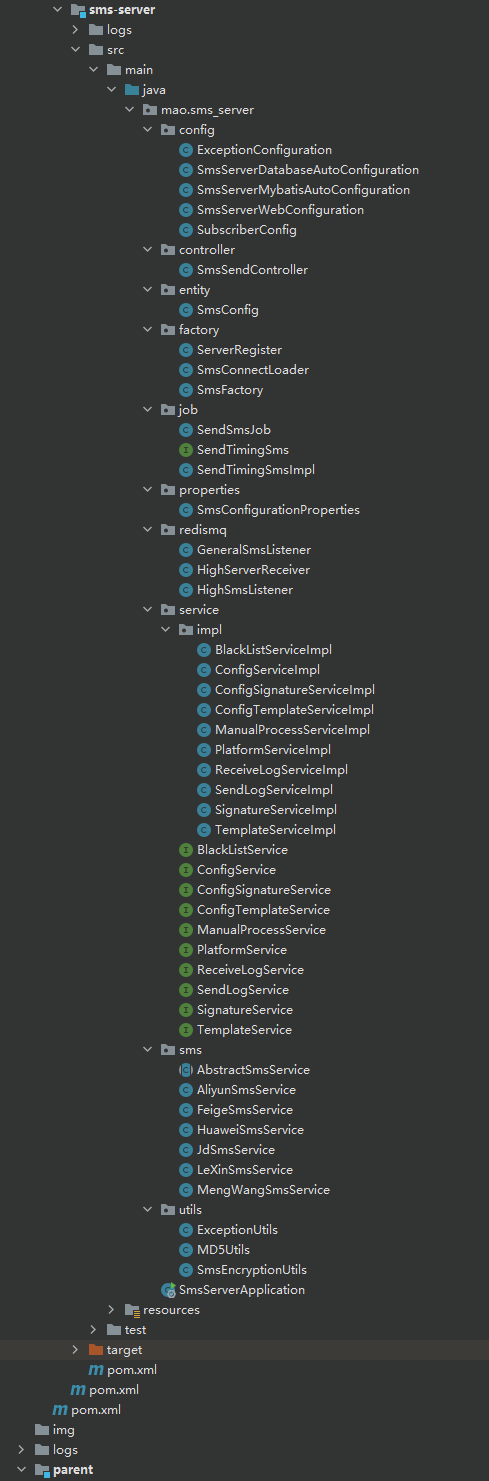 sms-server
logs
src
main
java
mao.sms_server
config
ExceptionConfiguration
SmsServerDatabaseAutoConfiguration
SmsServerMybatisAutoConfiguration
SmsServerWebConfiguration
SubscriberConfig
controller
SmsSendController
entity
SmsConfig
factory
ServerRegister
SmsConnectLoader
SmsFactory
job
SendSmsJob
SendTimingSms
SendTimingSmsImpl
properties
SmsConfigurationProperties
redismq
GeneralSmsListener
HighServerReceiver
HighSmsListener
service
impl
BlackListServiceImpl
ConfigServiceImpl
ConfigSignatureServiceImpl
ConfigTemplateServiceImpl
ManualProcessServiceImpl
PlatformServiceImpl
ReceiveLogServiceImpl
SendLogServiceImpl
SignatureServiceImpl
TemplateServiceImpl
BlackListService
ConfigService
ConfigSignatureService
ConfigTemplateService
ManualProcessService
PlatformService
ReceiveLogService
SendLogService
SignatureService
TemplateService
sms
AbstractSmsService
AliyunSmsService
FeigeSmsService
HuaweiSmsService
JdSmsService
LeXinSmsService
MengWangSmsService
utils
ExceptionUtils
MD5Utils
SmsEncryptionUtils
SmsServerApplication
resources
test
target
pom.xml
pom.xml
pom.xml
img
logs
parent